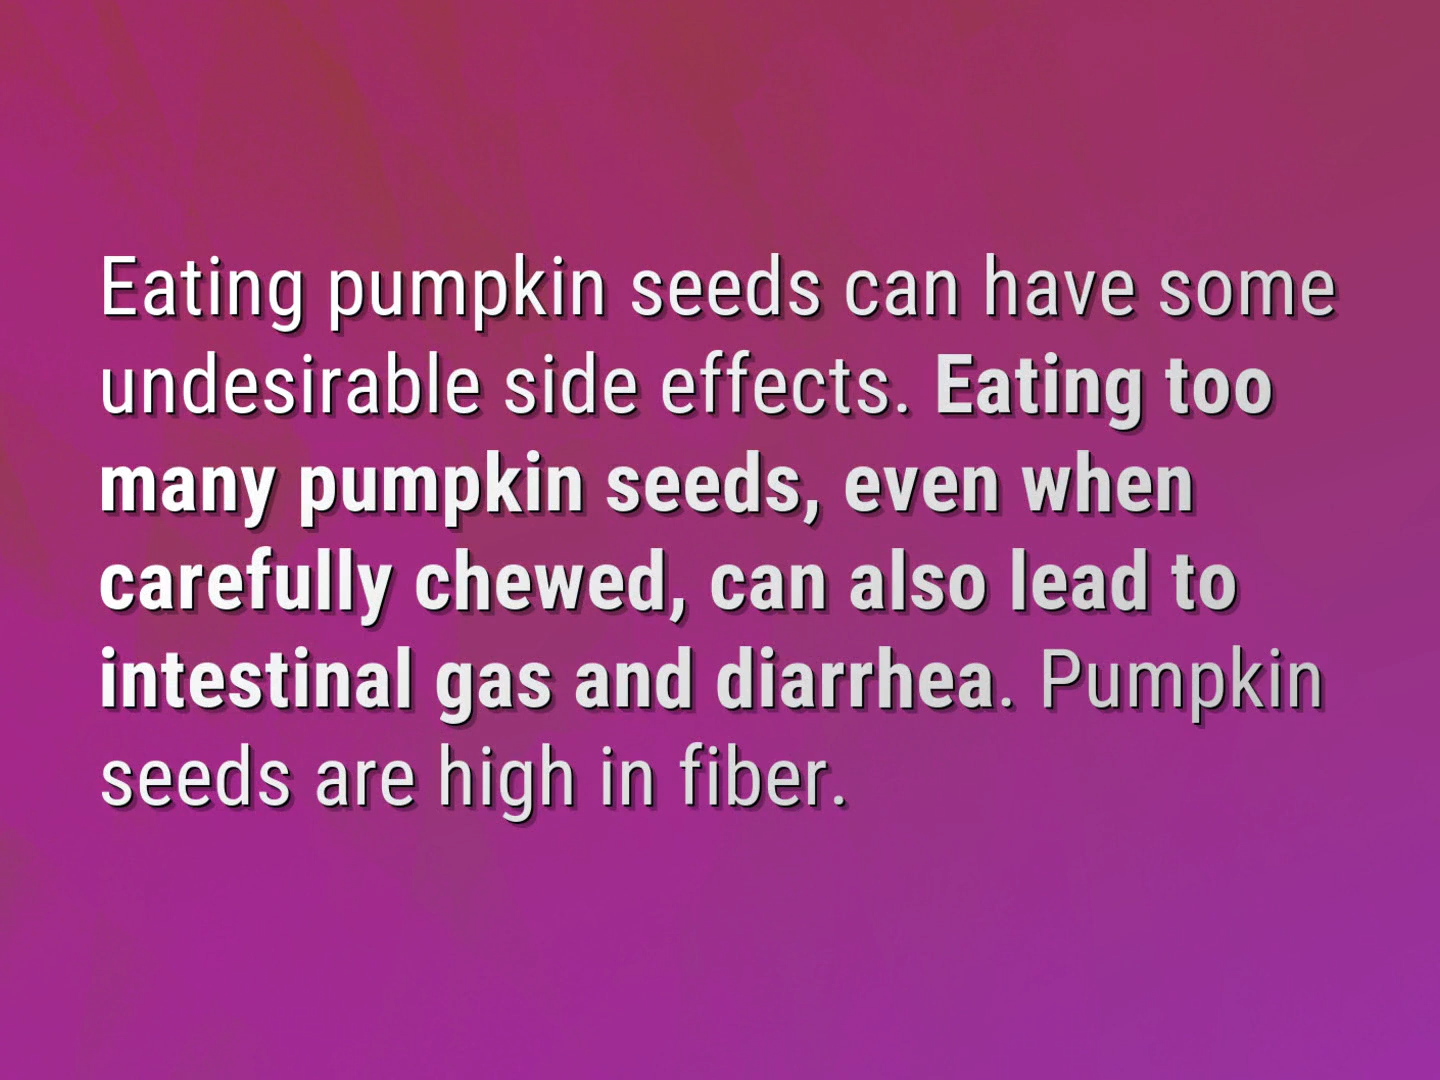 Eating pumpkin seeds can have some
undesirable side effects. Eating too
many pumpkin seeds, even when
carefully chewed, can also lead to
intestinal gas and diarrhea. Pumpkin
seeds are high in fiber.